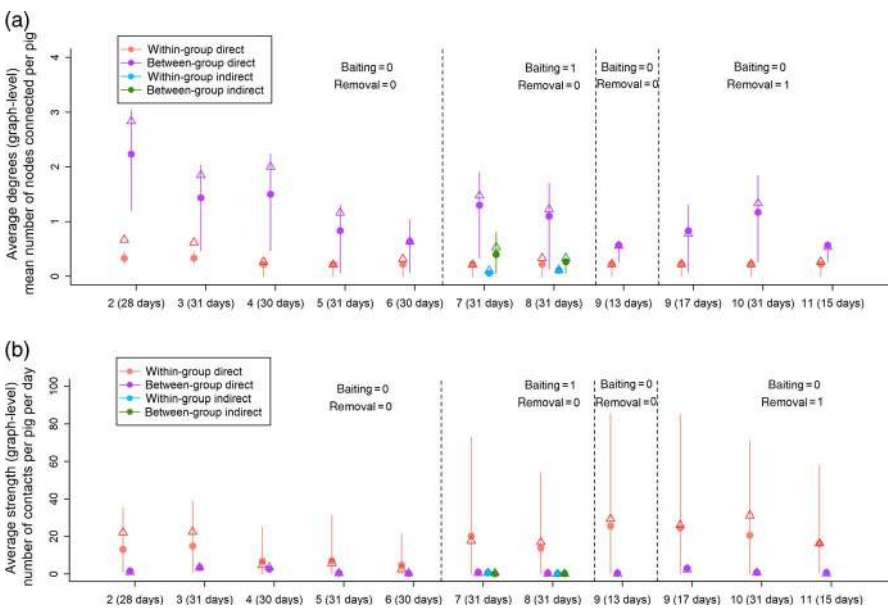 (a)
Average degrees (graph-level)
mean number of nodes connected per pig
4
3
2
1
0
Within-group direct
Between-group direct
Within-group indirect
Between-group indirect
Baiting = 0
Removal = 0
Baiting = 1
Removal = 0
Baiting = 0
Removal = 0
Baiting = 0
Removal = 1
2 (28 days) 3 (31 days) 4 (30 days) 5 (31 days) 6 (30 days) 7 (31 days) 8 (31 days) 9 (13 days) 9 (17 days) 10 (31 days) 11 (15 days)
(b)
Average strength (graph-level)
number of contacts per pig per day
100
80
60
40
20
0
Within-group direct
Between-group direct
Within-group indirect
Between-group indirect
Baiting = 0
Removal = 0
Baiting = 1
Removal = 0
Baiting = 0
Removal = 0
Baiting = 0
Removal = 1
2 (28 days) 3 (31 days) 4 (30 days) 5 (31 days) 6 (30 days) 7 (31 days) 8 (31 days) 9 (13 days) 9 (17 days) 10 (31 days) 11 (15 days)